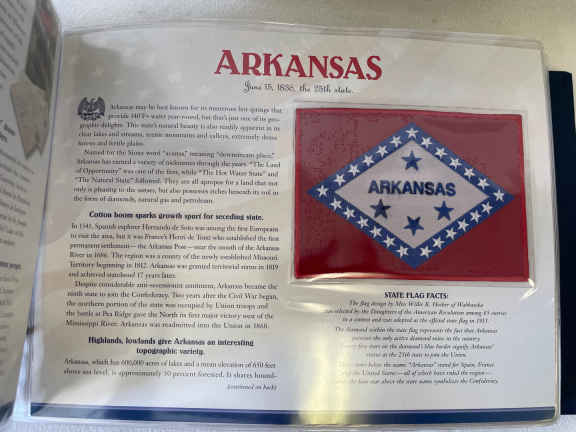 ARKANSAS
June 15, 1836, the 25th state.
Arkansas may be best known for its numerous hot springs that
provide 140°F+ water year-round, but that's just one of its geo-
graphic delights. This state's natural beauty is also readily apparent in its
clear lakes and streams, scenic mountains and valleys, extremely dense
forests and fertile plains.
Named for the Sioux word "acansa," meaning "downstream place,"
Arkansas has earned a variety of nicknames through the years. "The Land
of Opportunity" was one of the first, while "The Hot Water State" and
"The Natural State" followed. They are all apropos for a land that not
only is pleasing to the senses, but also possesses riches beneath its soil in
the form of diamonds, natural gas and petroleum.
Cotton boom sparks growth spurt for seceding state.
In 1541, Spanish explorer Hernando de Soto was among the first Europeans
to visit the area, but it was France's Henri de Tonti who established the first
permanent settlement—the Arkansas Post—near the mouth of the Arkansas
River in 1686. The region was a county of the newly established Missouri
Territory beginning in 1812. Arkansas was granted territorial status in 1819
and achieved statehood 17 years later.
Despite considerable anti-secessionist sentiment, Arkansas became the
ninth state to join the Confederacy. Two years after the Civil War began,
the northern portion of the state was occupied by Union troops and
the battle at Pea Ridge gave the North its first major victory west of the
Mississippi River. Arkansas was readmitted into the Union in 1868.
Highlands, lowlands give Arkansas an interesting
topographic variety.
Arkansas, which has 600,000 acres of lakes and a mean elevation of 650 feet
above sea level, is approximately 50 percent forested. It shares bound-
(continued on back)
ARKANSAS
STATE FLAG FACTS:
The flag design by Miss Willie K. Hocker of Wabbaseka
was selected by the Daughters of the American Revolution among 65 entries
in a contest and was adopted as the official state flag in 1913.
The diamond within the state flag represents the fact that Arkansas
possesses the only active diamond mine in the country.
five stars on the diamond's blue border signify Arkansas'
status as the 25th state to join the Union.
below the name "Arkansas" stand for Spain, France
the United States—all of which have ruled the region—
the lone star above the state name symbolizes the Confederacy.